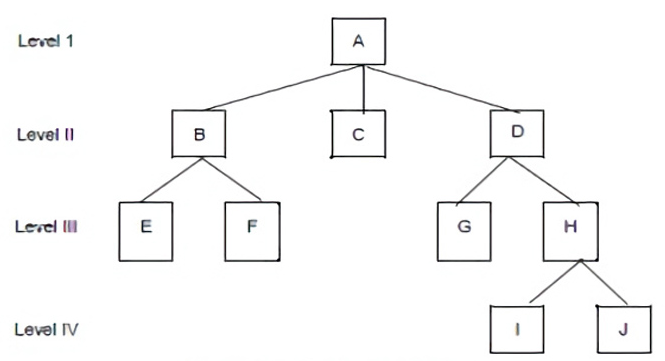 Level 1 A
Level II B C D
Level III E F G H
Level IV I J